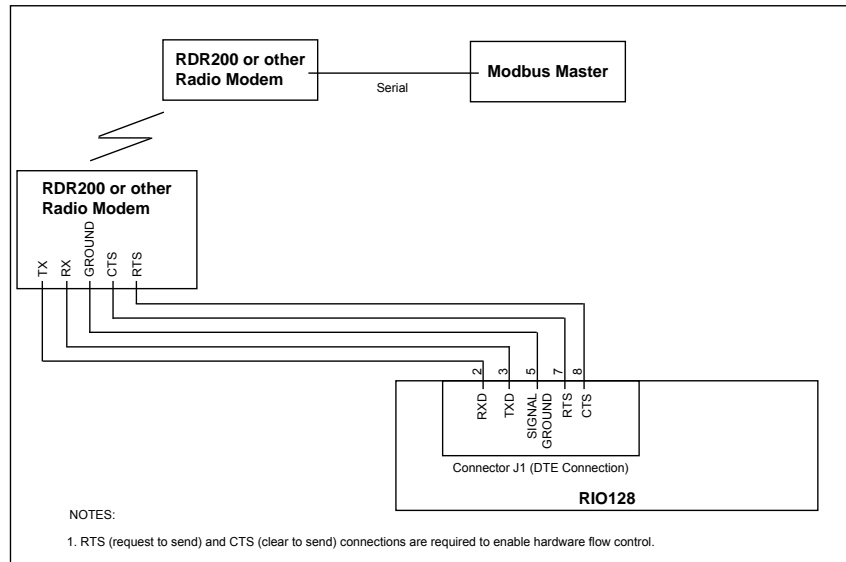 RDR200 or other
Radio Modem
Serial
Modbus Master
RDR200 or other
Radio Modem
TX
RX
GROUND
CTS
RTS
2
3
5
7
8
RXD
TXD
SIGNAL
GROUND
RTS
CTS
Connector J1 (DTE Connection)
RIO128
NOTES:
1. RTS (request to send) and CTS (clear to send) connections are required to enable hardware flow control.